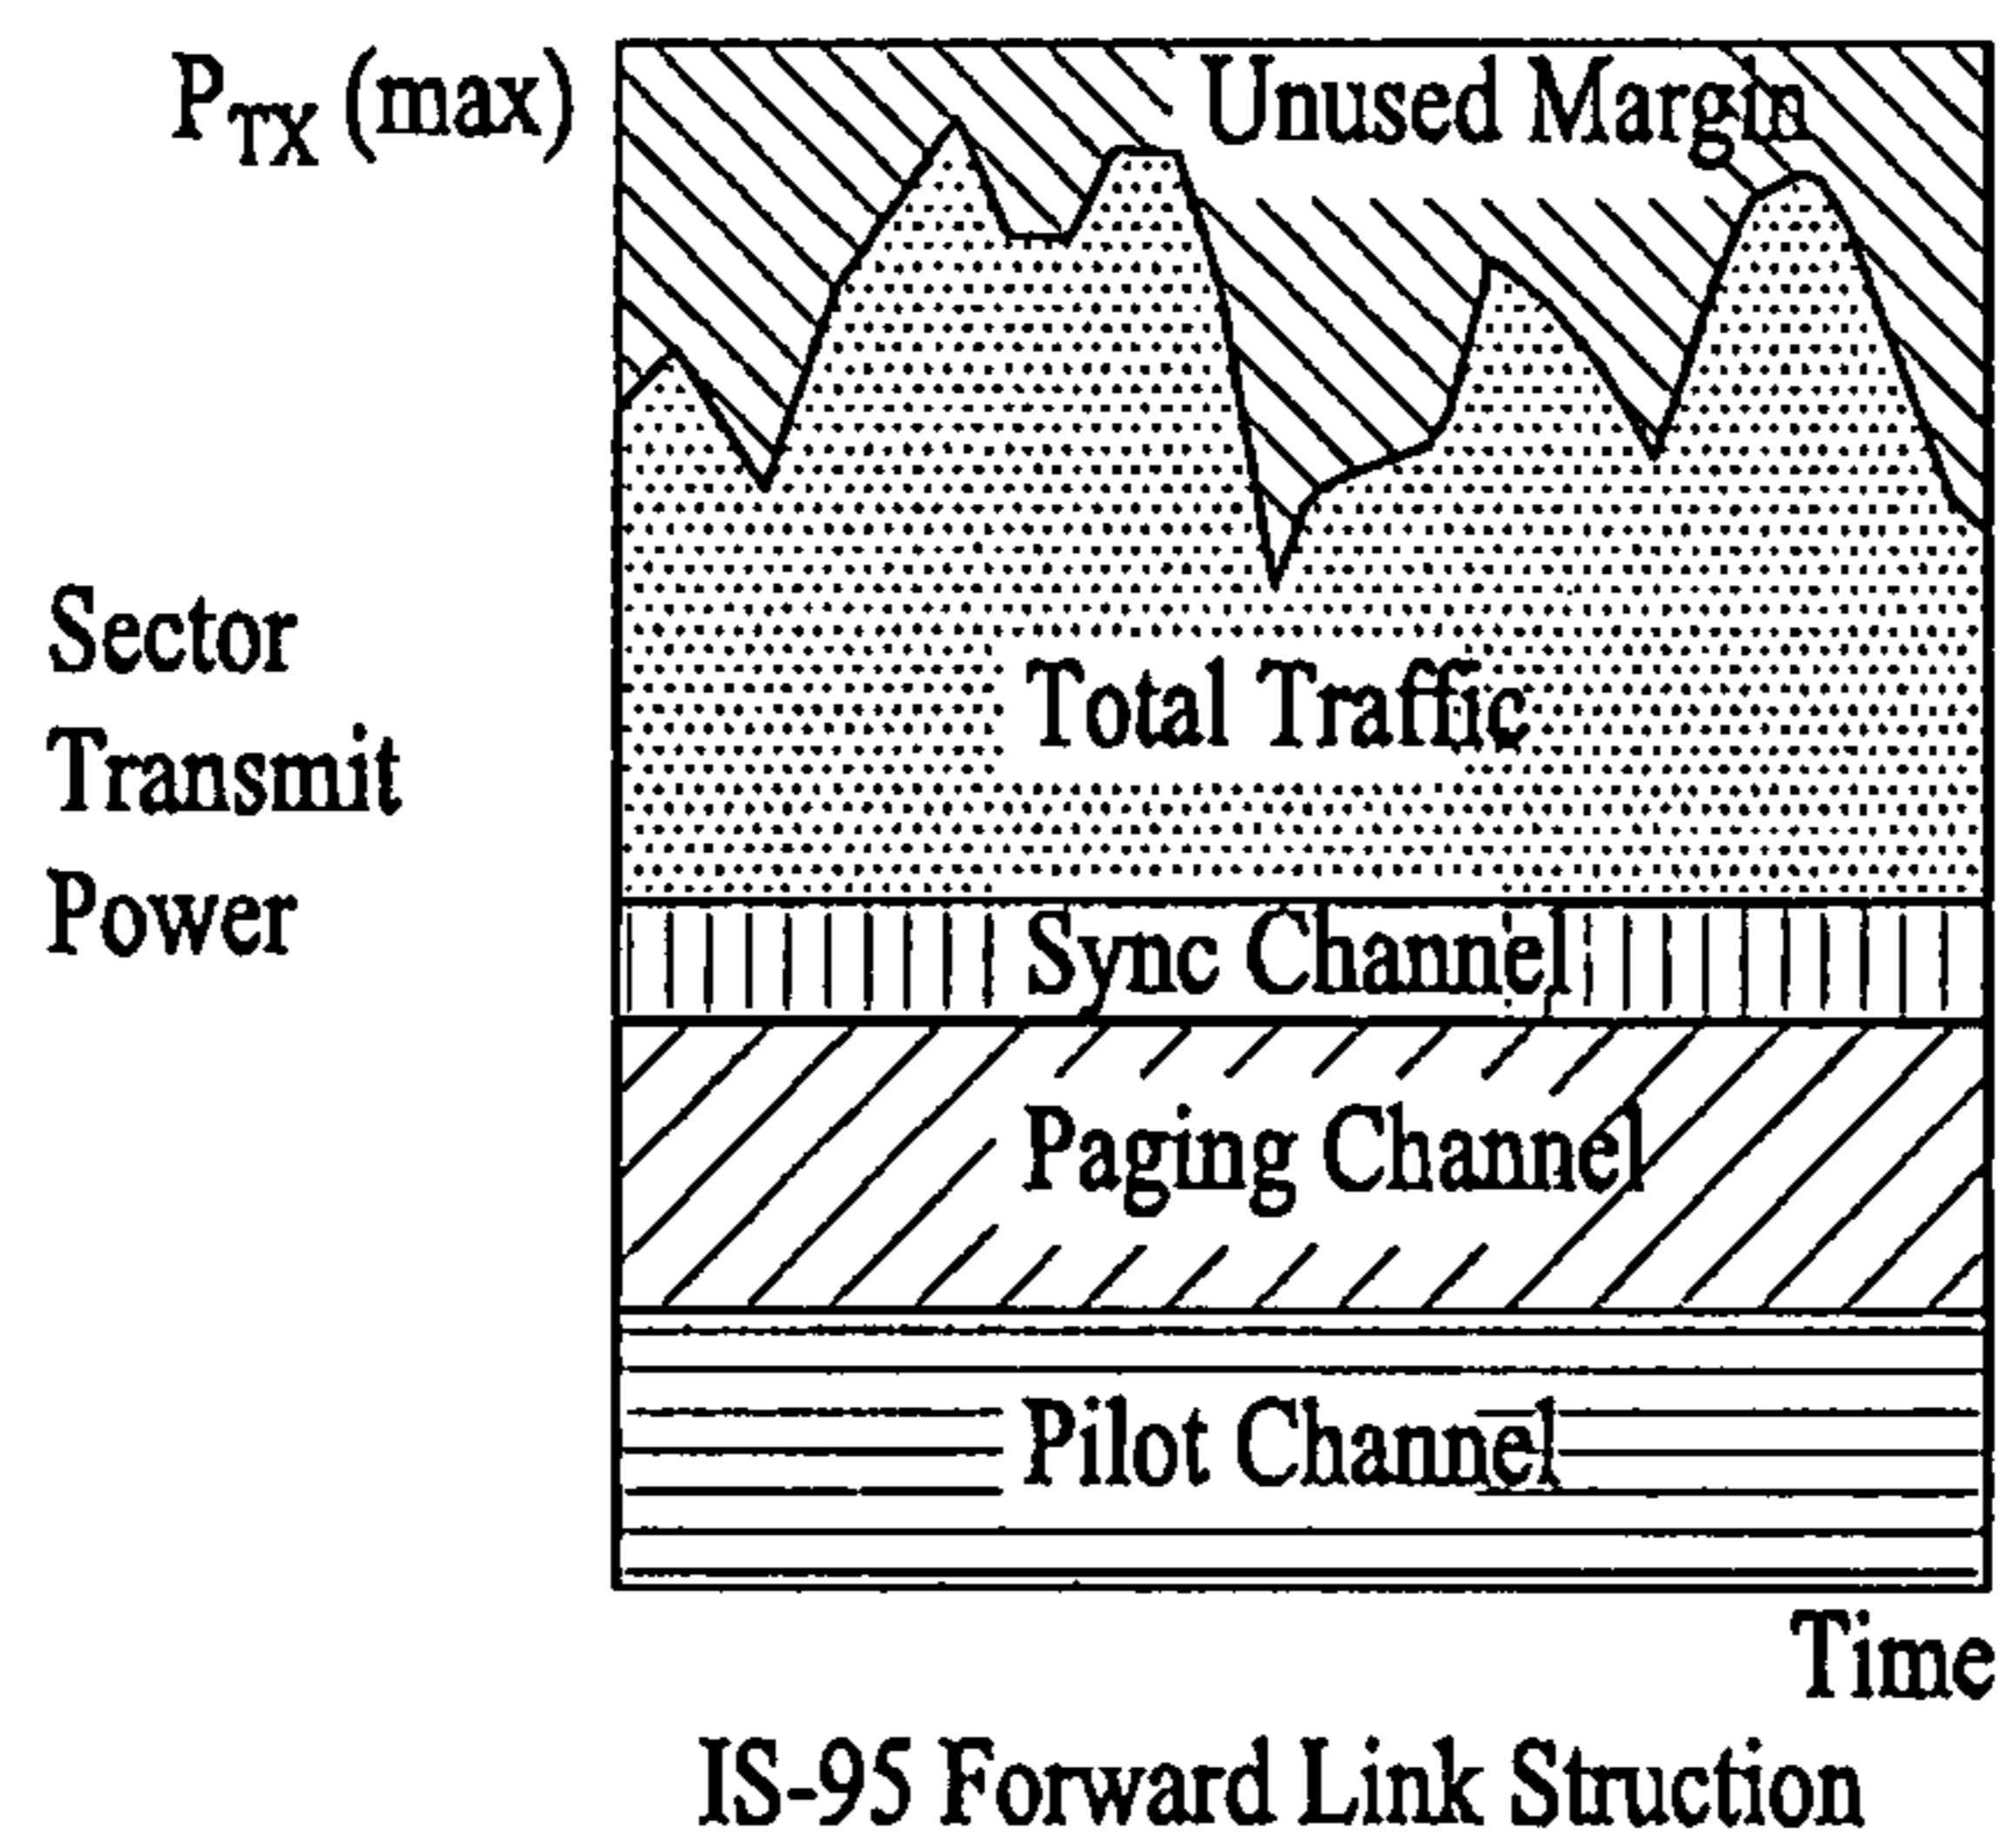 P_TX (max)
Unused Margin
Sector
Transmit
Power
Total Traffic
Sync Channel
Paging Channel
Pilot Channel
Time
IS-95 Forward Link Struction